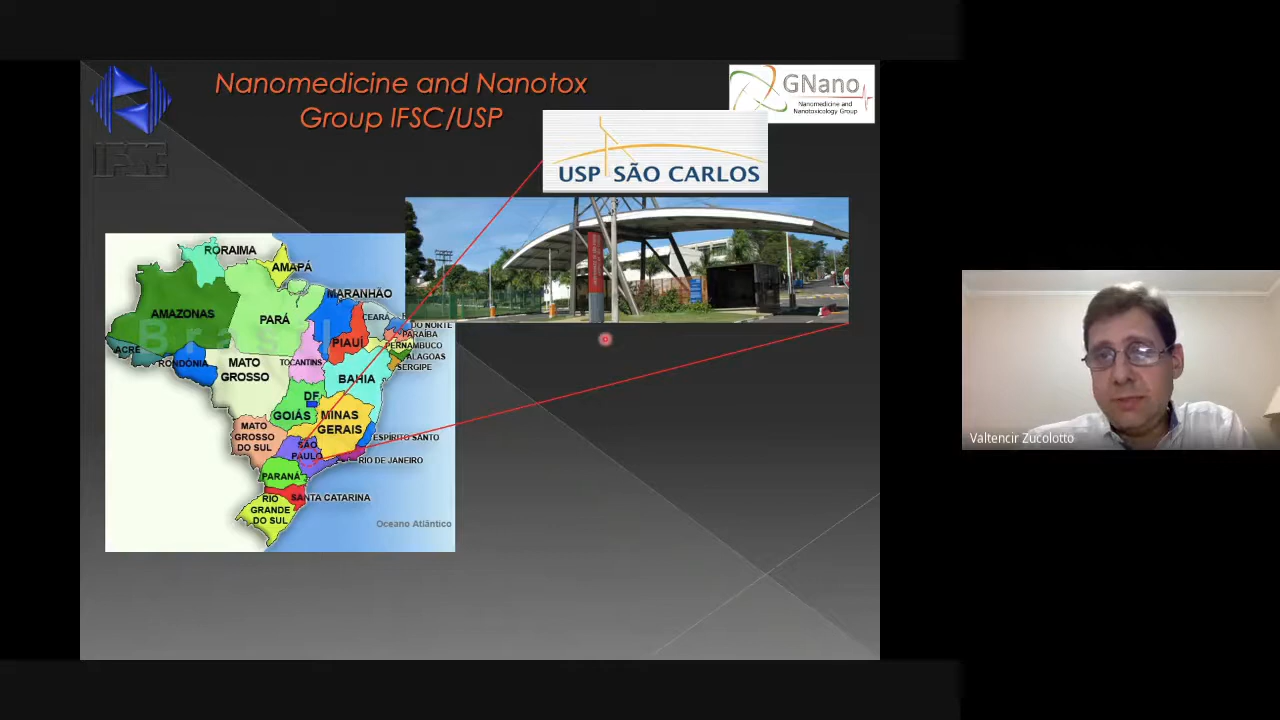 Nanomedicine and Nanotox
Group IFSC/USP
IFSC
GNano
Nanomedicine and
Nanotoxicology Group
USP SÃO CARLOS
RORAIMA
AMAPÁ
AMAZONAS
PARÁ
MARANHÃO
CEARÁ
DO NORTE
PARAÍBA
PERNAMBUCO
ALAGOAS
SERGIPE
PIAUÍ
Brasil
ACRE
RONDÔNIA
MATO
GROSSO
TOCANTINS
BAHIA
DF
GOIÁS
MINAS
GERAIS
MATO
GROSSO
DO SUL
ESPÍRITO SANTO
SÃO
PAULO
RIO DE JANEIRO
PARANÁ
SANTA CATARINA
RIO
GRANDE
DO SUL
Oceano Atlântico
Valtencir Zucolotto